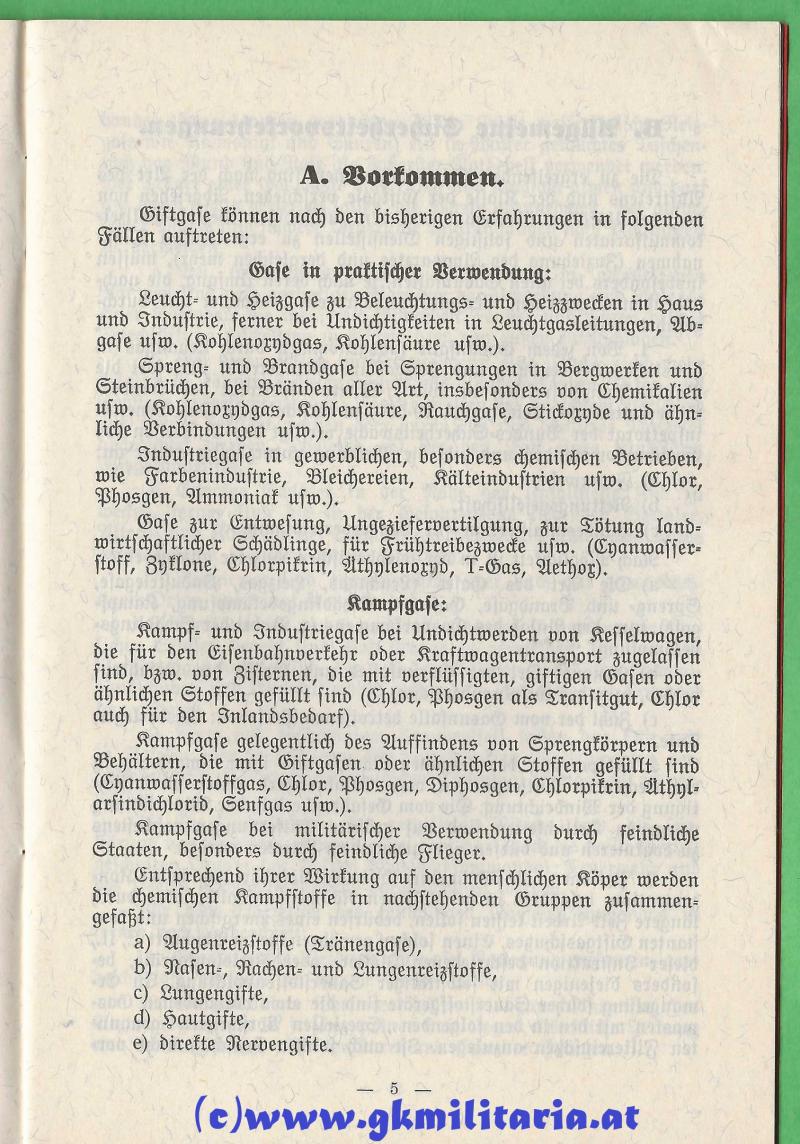 A. Vorkommen.
Giftgase können nach den bisherigen Erfahrungen in folgenden
Fällen auftreten:
Gase in praktischer Verwendung:
Leucht- und Heizgase zu Beleuchtungs- und Heizzwecken in Haus
und Industrie, ferner bei Undichtigkeiten in Leuchtgasleitungen, Ab-
gase usw. (Kohlenoxydgas, Kohlensäure usw.).
Spreng- und Brandgase bei Sprengungen in Bergwerken und
Steinbrüchen, bei Bränden aller Art, insbesonders von Chemikalien
usw. (Kohlenoxydgas, Kohlensäure, Rauchgase, Stickoxyde und ähn-
liche Verbindungen usw.).
Industriegase in gewerblichen, besonders chemischen Betrieben,
wie Farbenindustrie, Bleichereien, Kälteindustrien usw. (Chlor,
Phosgen, Ammoniak usw.).
Gase zur Entwesung, Ungeziefervertilgung, zur Tötung land-
wirtschaftlicher Schädlinge, für Frühtreibezwecke usw. (Cyanwasser-
stoff, Zyklone, Chlorpikrin, Äthylenoxyd, T-Gas, Aethox).
Kampfgase:
Kampf- und Industriegase bei Undichtwerden von Kesselwagen,
die für den Eisenbahnverkehr oder Kraftwagentransport zugelassen
sind, bzw. von Zisternen, die mit verflüssigten, giftigen Gasen oder
ähnlichen Stoffen gefüllt sind (Chlor, Phosgen als Transitgut, Chlor
auch für den Inlandsbedarf).
Kampfgase gelegentlich des Auffindens von Sprengkörpern und
Behältern, die mit Giftgasen oder ähnlichen Stoffen gefüllt sind
(Cyanwasserstoffgas, Chlor, Phosgen, Diphosgen, Chlorpikrin, Äthyl-
arsindichlorid, Senfgas usw.).
Kampfgase bei militärischer Verwendung durch feindliche
Staaten, besonders durch feindliche Flieger.
Entsprechend ihrer Wirkung auf den menschlichen Köper werden
die chemischen Kampfstoffe in nachstehenden Gruppen zusammen-
gefaßt:
a) Augenreizstoffe (Tränengase),
b) Nasen-, Rachen- und Lungenreizstoffe,
c) Lungengifte,
d) Hautgifte,
e) direkte Nervengifte.
— 5 —
(c)www.gkmilitaria.at